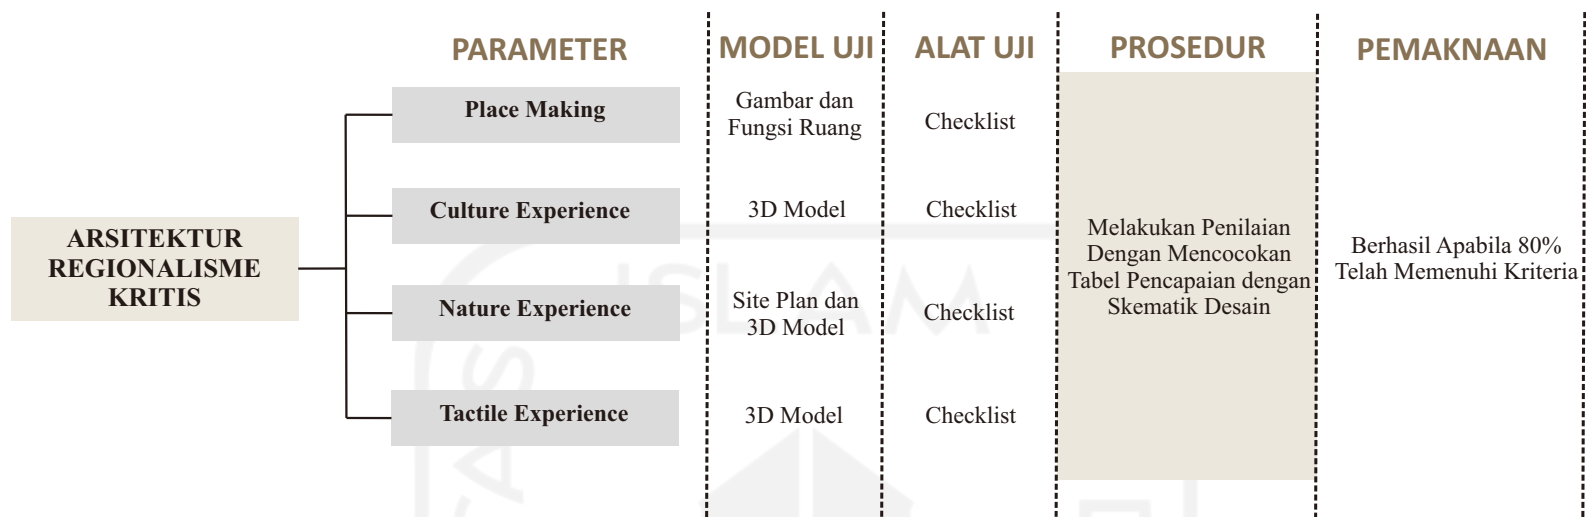 PARAMETER
MODEL UJI
ALAT UJI
PROSEDUR
PEMAKNAAN
ARSITEKTUR
REGIONALISME
KRITIS
Place Making
Gambar dan
Fungsi Ruang
Checklist
Culture Experience
3D Model
Checklist
Nature Experience
Site Plan dan
3D Model
Checklist
Tactile Experience
3D Model
Checklist
Melakukan Penilaian
Dengan Mencocokan
Tabel Pencapaian dengan
Skematik Desain
Berhasil Apabila 80%
Telah Memenuhi Kriteria
ISLAM